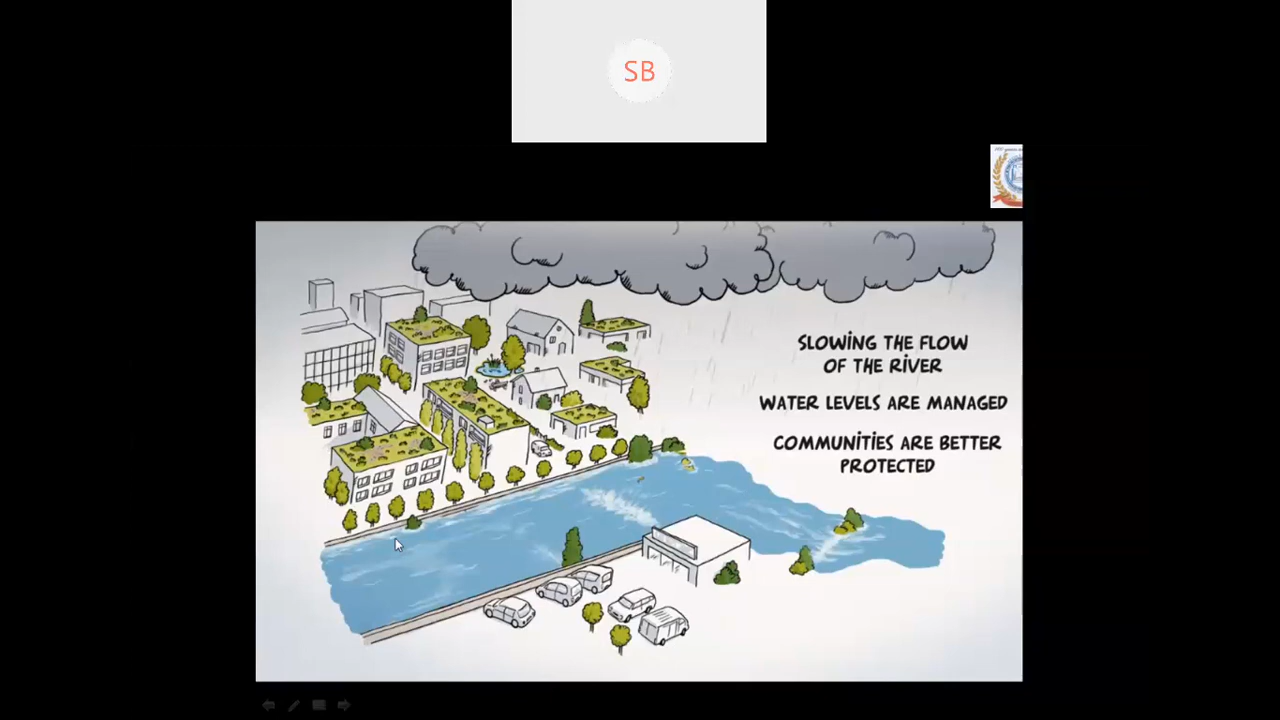 SB
SLOWING THE FLOW
OF THE RIVER
WATER LEVELS ARE MANAGED
COMMUNITIES ARE BETTER
PROTECTED